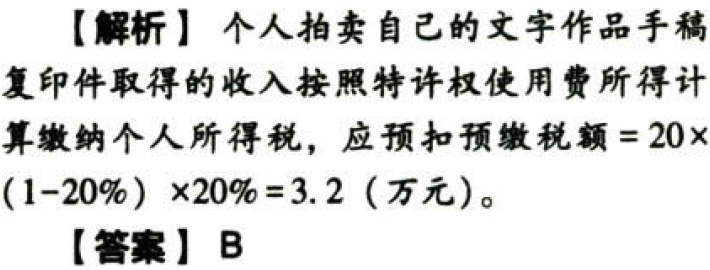 【解析】 个人拍卖自己的文字作品手稿
复印件取得的收入按照特许权使用费所得计
算缴纳个人所得税，应预扣预缴税额=20×
(1-20%) ×20%=3.2 (万元)。
【答案】 B